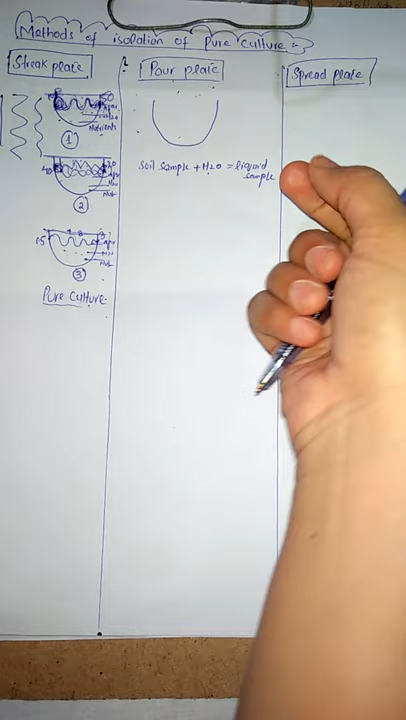 Methods of isolation of Pure Culture :-
Streak plate
Nutrients
1
2
3
Pure Culture.
Pour plate
Soil sample + H2O = liquid
sample
Spread plate